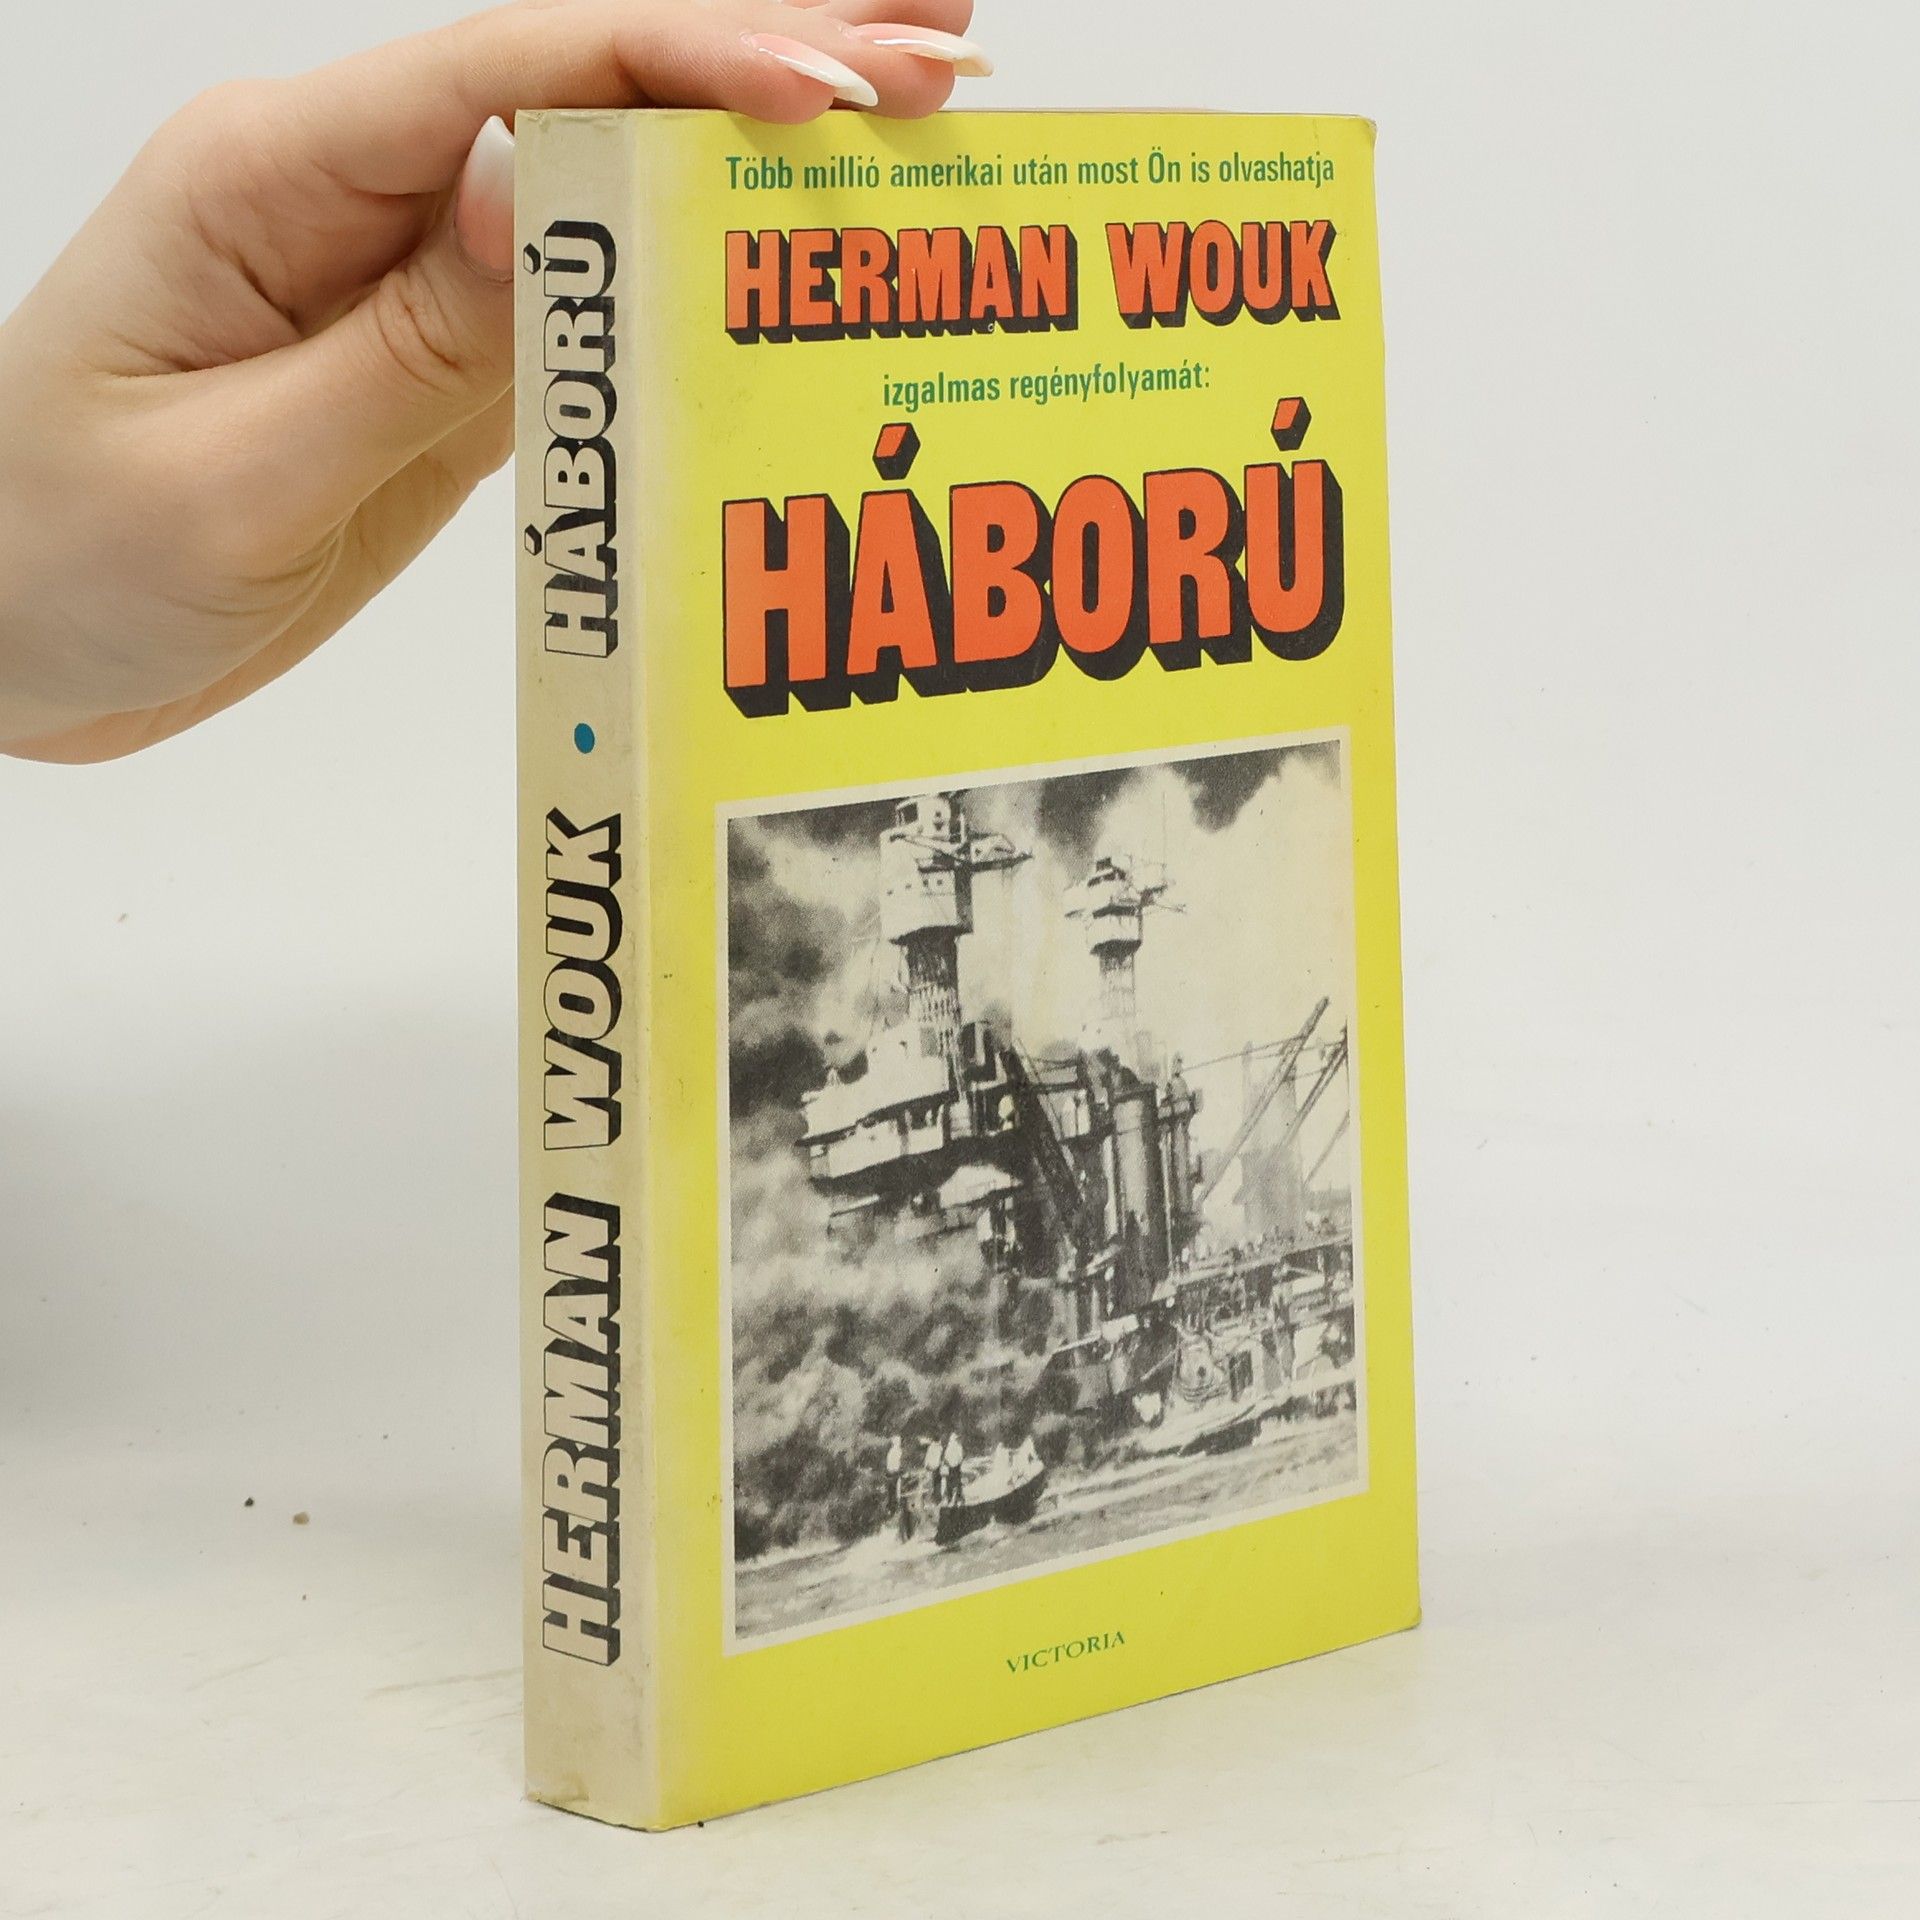 HERMAN WOUK • HÁBORÚ
Több millió amerikai után most Ön is olvashatja
HERMAN WOUK
izgalmas regényfolyamát:
HÁBORÚ
VICTORIA